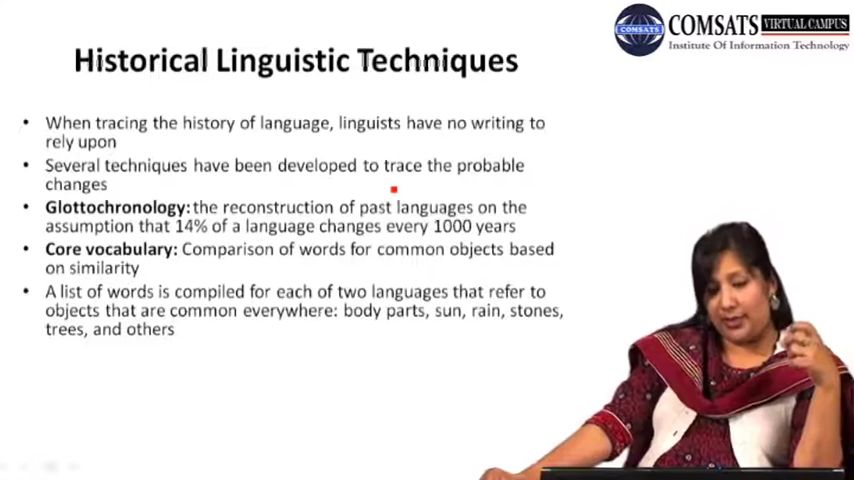 COMSATS VIRTUAL CAMPUS
COMSATS
Institute Of Information Technology
Historical Linguistic Techniques
• When tracing the history of language, linguists have no writing to
rely upon
• Several techniques have been developed to trace the probable
changes
• Glottochronology: the reconstruction of past languages on the
assumption that 14% of a language changes every 1000 years
• Core vocabulary: Comparison of words for common objects based
on similarity
• A list of words is compiled for each of two languages that refer to
objects that are common everywhere: body parts, sun, rain, stones,
trees, and others